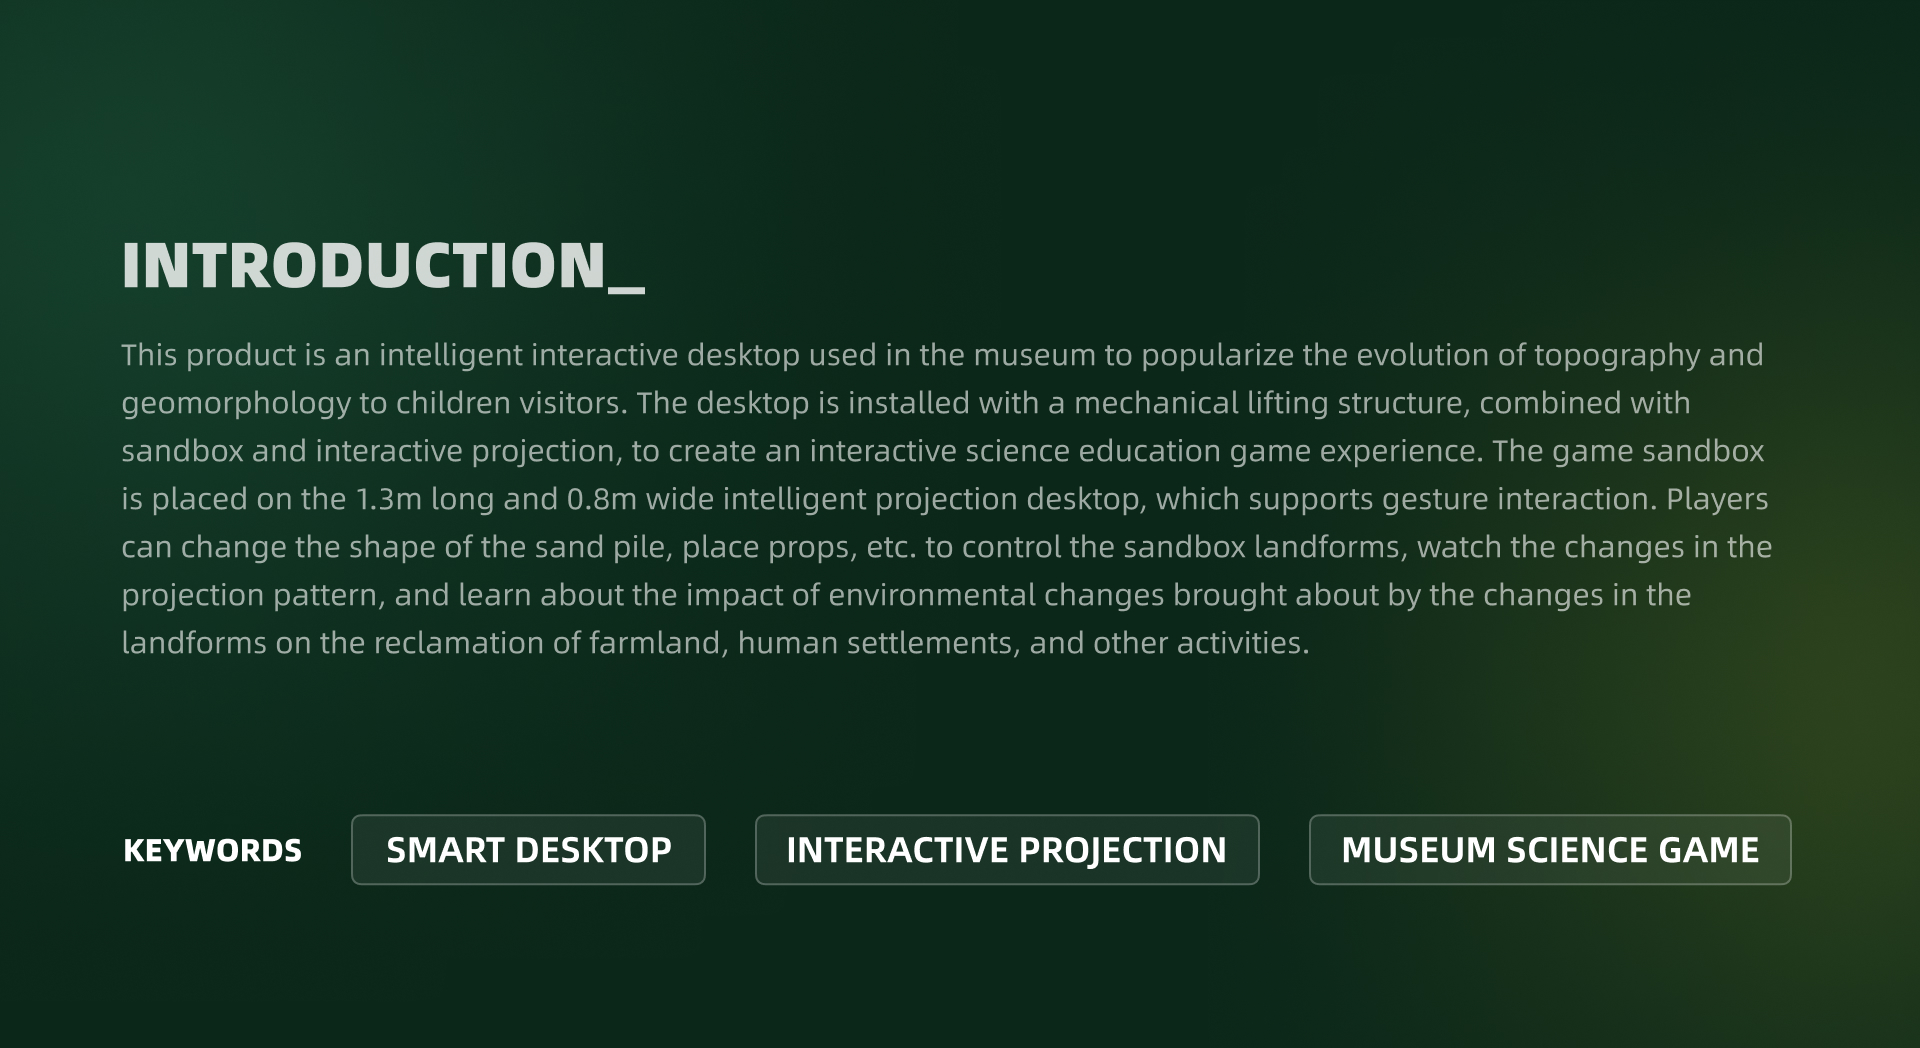 INTRODUCTION_
This product is an intelligent interactive desktop used in the museum to popularize the evolution of topography and
geomorphology to children visitors. The desktop is installed with a mechanical lifting structure, combined with
sandbox and interactive projection, to create an interactive science education game experience. The game sandbox
is placed on the 1.3m long and 0.8m wide intelligent projection desktop, which supports gesture interaction. Players
can change the shape of the sand pile, place props, etc. to control the sandbox landforms, watch the changes in the
projection pattern, and learn about the impact of environmental changes brought about by the changes in the
landforms on the reclamation of farmland, human settlements, and other activities.
KEYWORDS SMART DESKTOP INTERACTIVE PROJECTION MUSEUM SCIENCE GAME